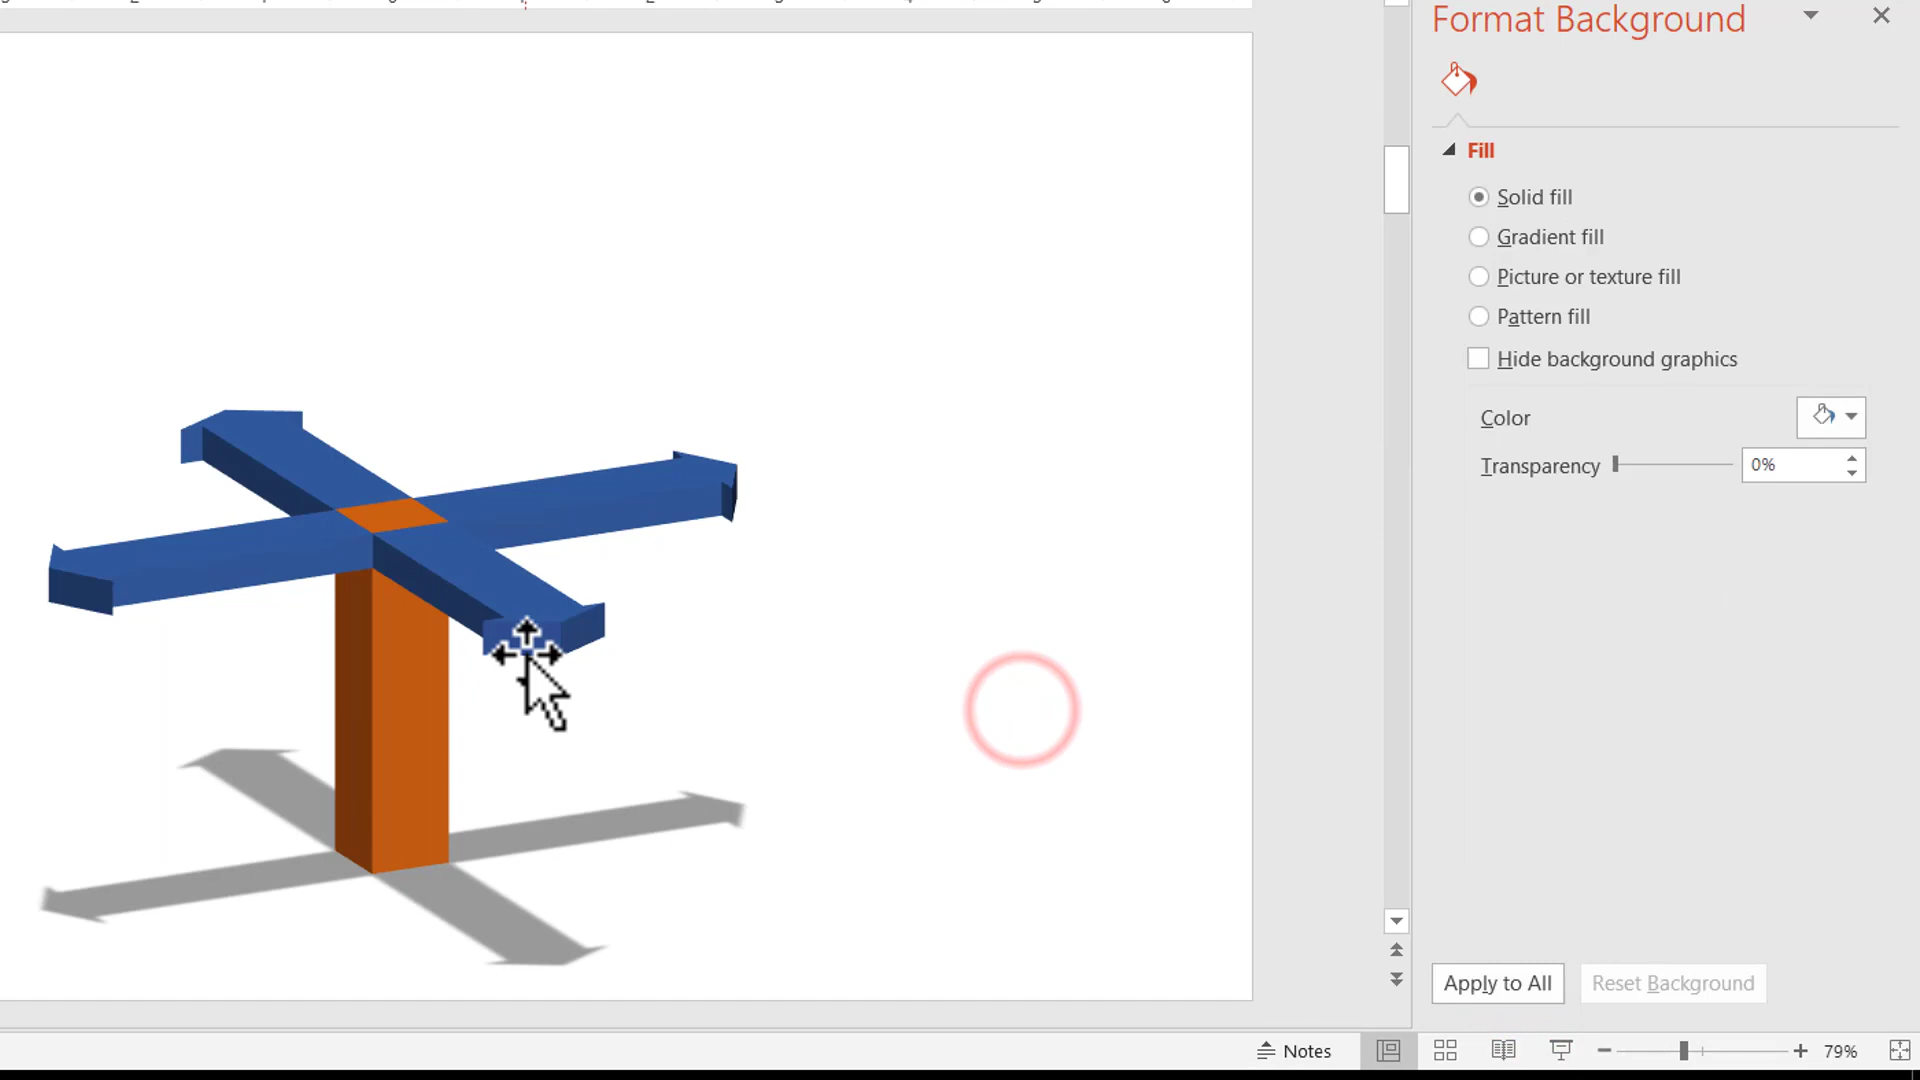 Format Background
Fill
Solid fill
Gradient fill
Picture or texture fill
Pattern fill
Hide background graphics
Color
Transparency 0%
Apply to All Reset Background
Notes 79%